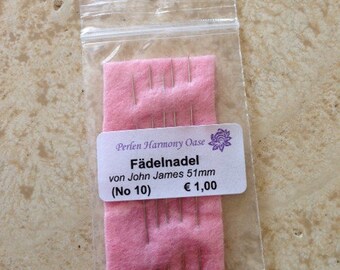 Perlen Harmony Oase
Fädelnadel
von John James 51mm
(No 10) € 1,00